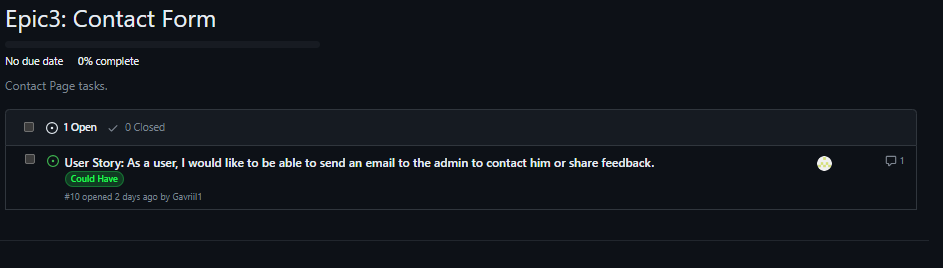 Epic3: Contact Form
No due date 0% complete
Contact Page tasks.
1 Open 0 Closed
User Story: As a user, I would like to be able to send an email to the admin to contact him or share feedback. 1
Could Have
#10 opened 2 days ago by Gavriil1